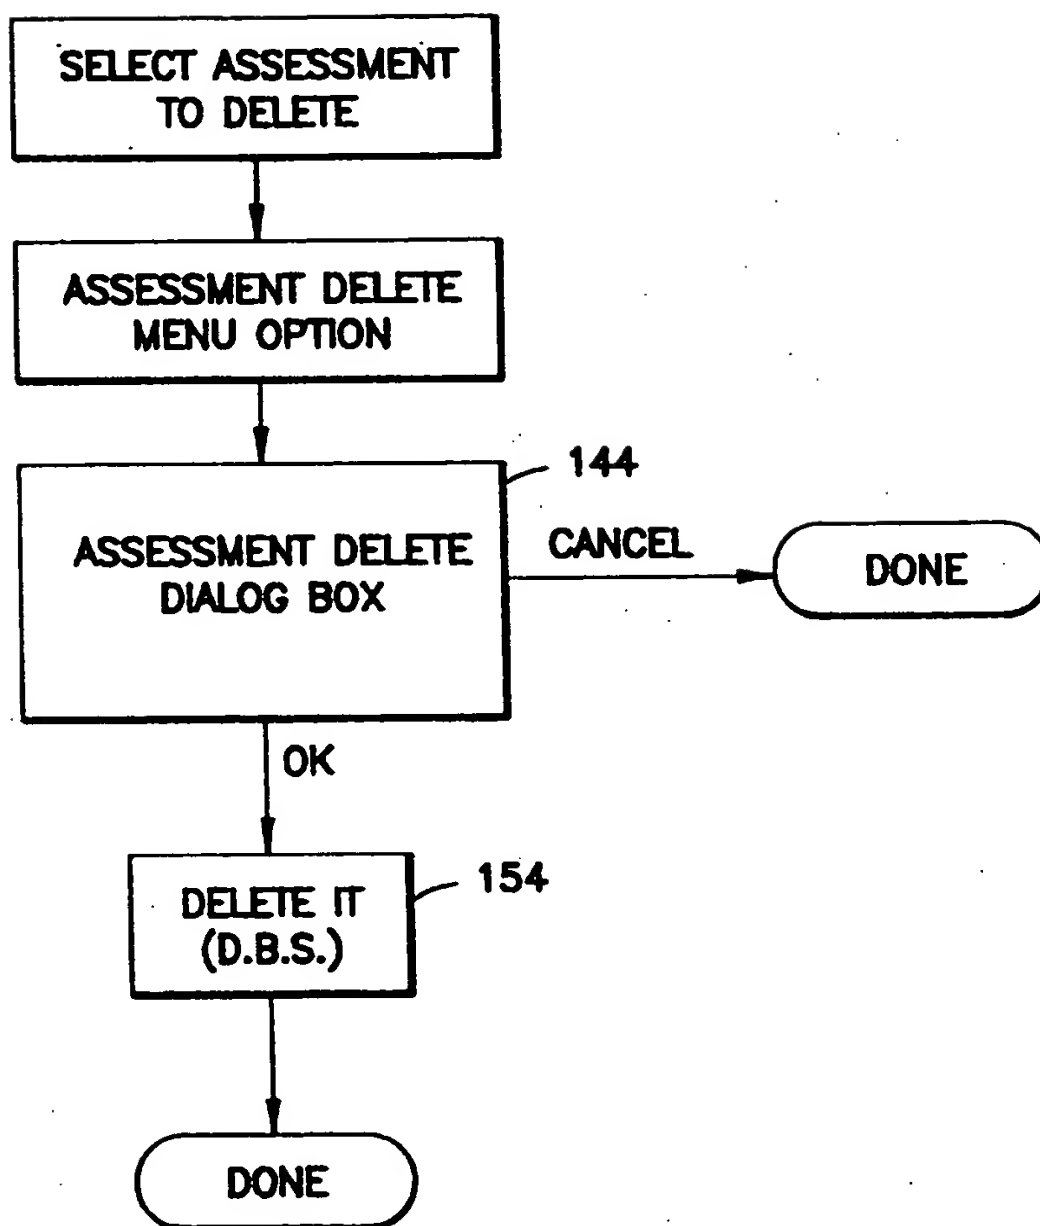 SELECT ASSESSMENT
TO DELETE
ASSESSMENT DELETE
MENU OPTION
144
ASSESSMENT DELETE
DIALOG BOX
CANCEL
DONE
OK
DELETE IT
(D.B.S.)
154
DONE